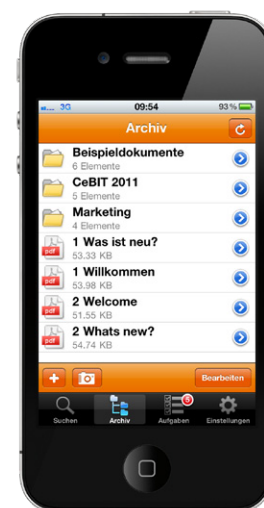 3G 09:54 93 %
Archiv
Beispieldokumente
6 Elemente
CeBIT 2011
5 Elemente
Marketing
4 Elemente
1 Was ist neu?
pdf
53.33 KB
1 Willkommen
pdf
53.98 KB
2 Welcome
pdf
51.55 KB
2 Whats new?
pdf
54.74 KB
Bearbeiten
5
Suchen Archiv Aufgaben Einstellungen